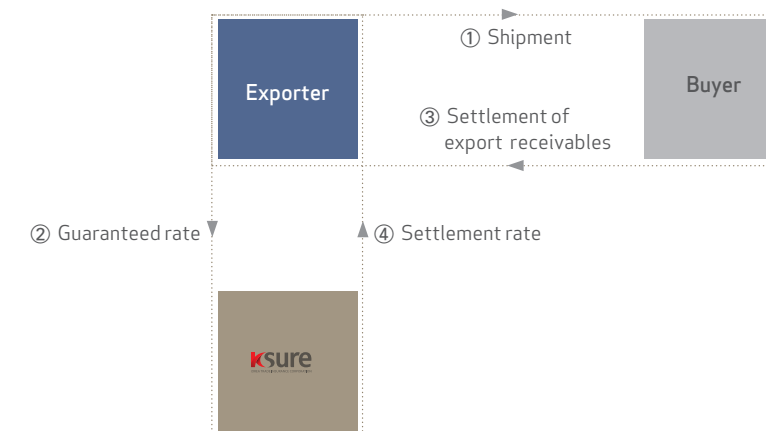 ① Shipment
Exporter
Buyer
③ Settlement of
export receivables
② Guaranteed rate
④ Settlement rate
Ksure